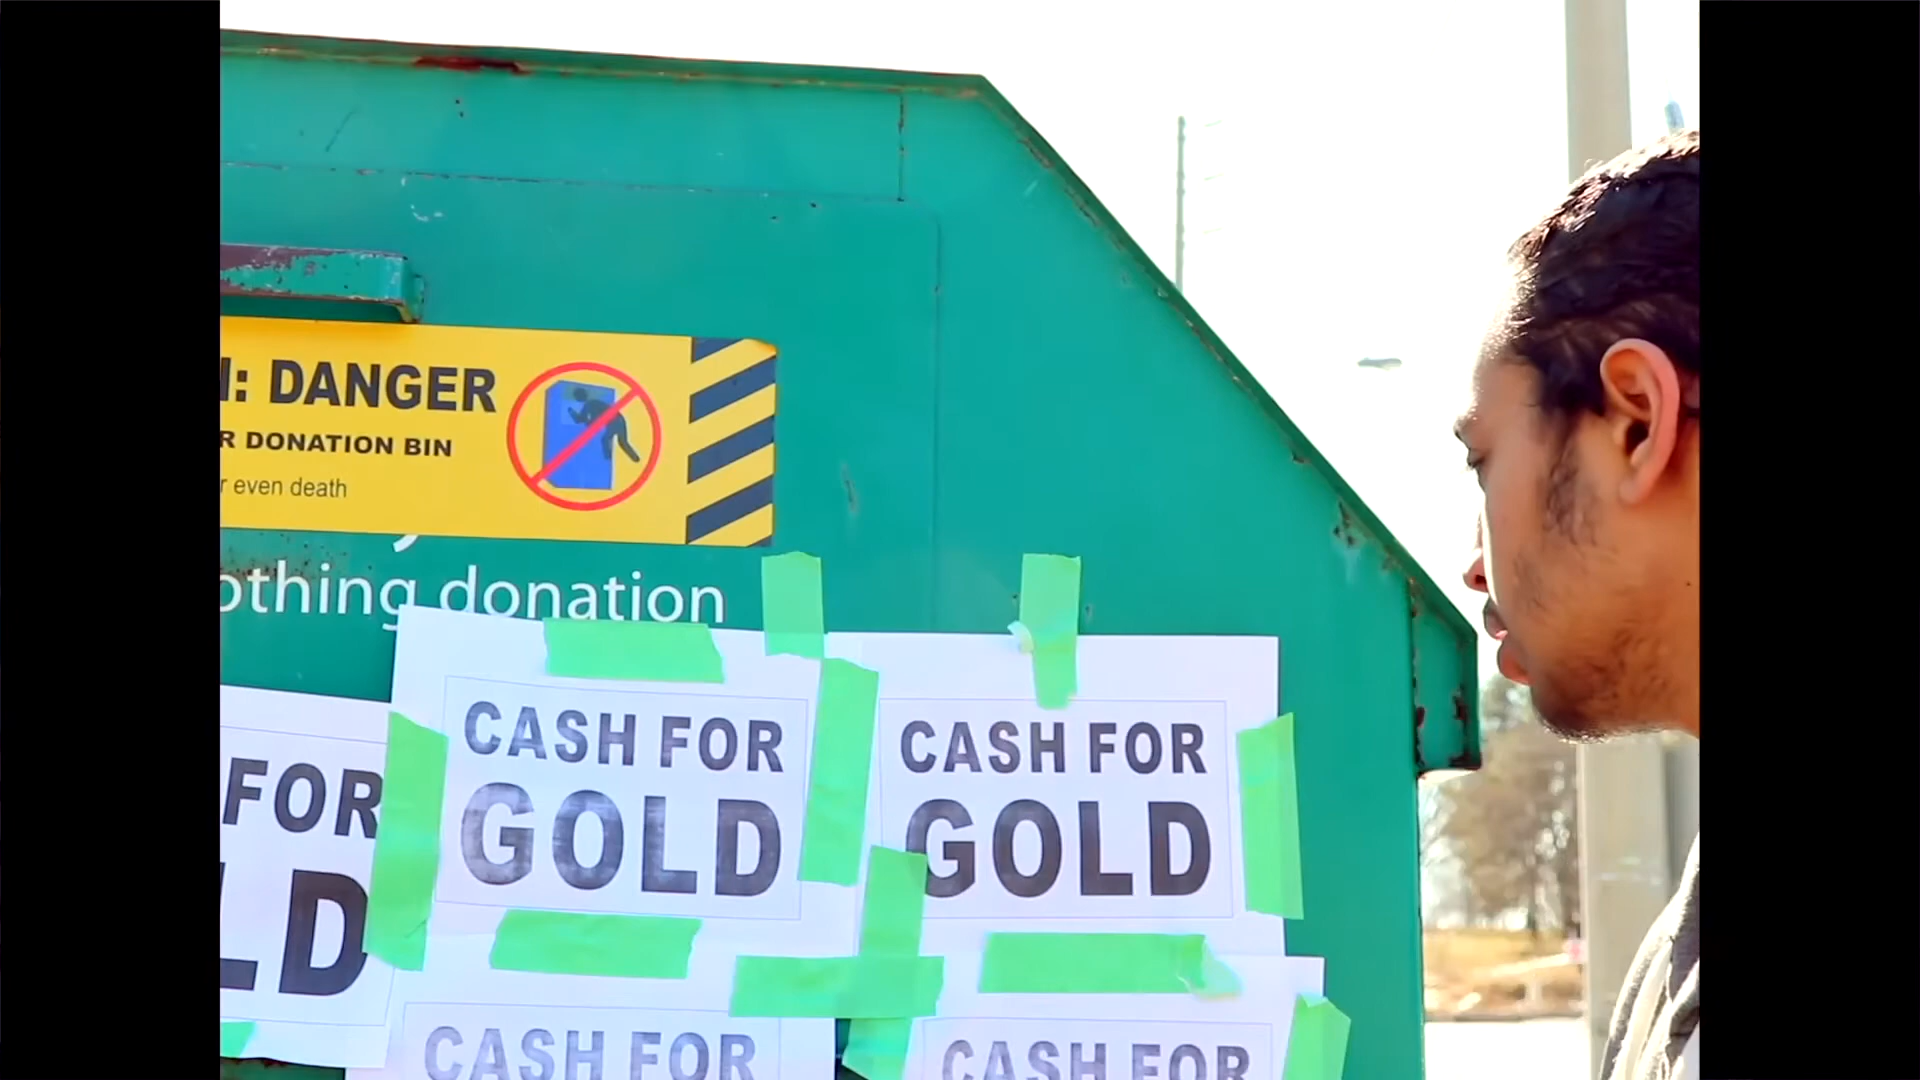 : DANGER
R DONATION BIN
r even death
othing donation
CASH FOR
GOLD
CASH FOR
GOLD
FOR
LD
CASH FOR
CASH FOR